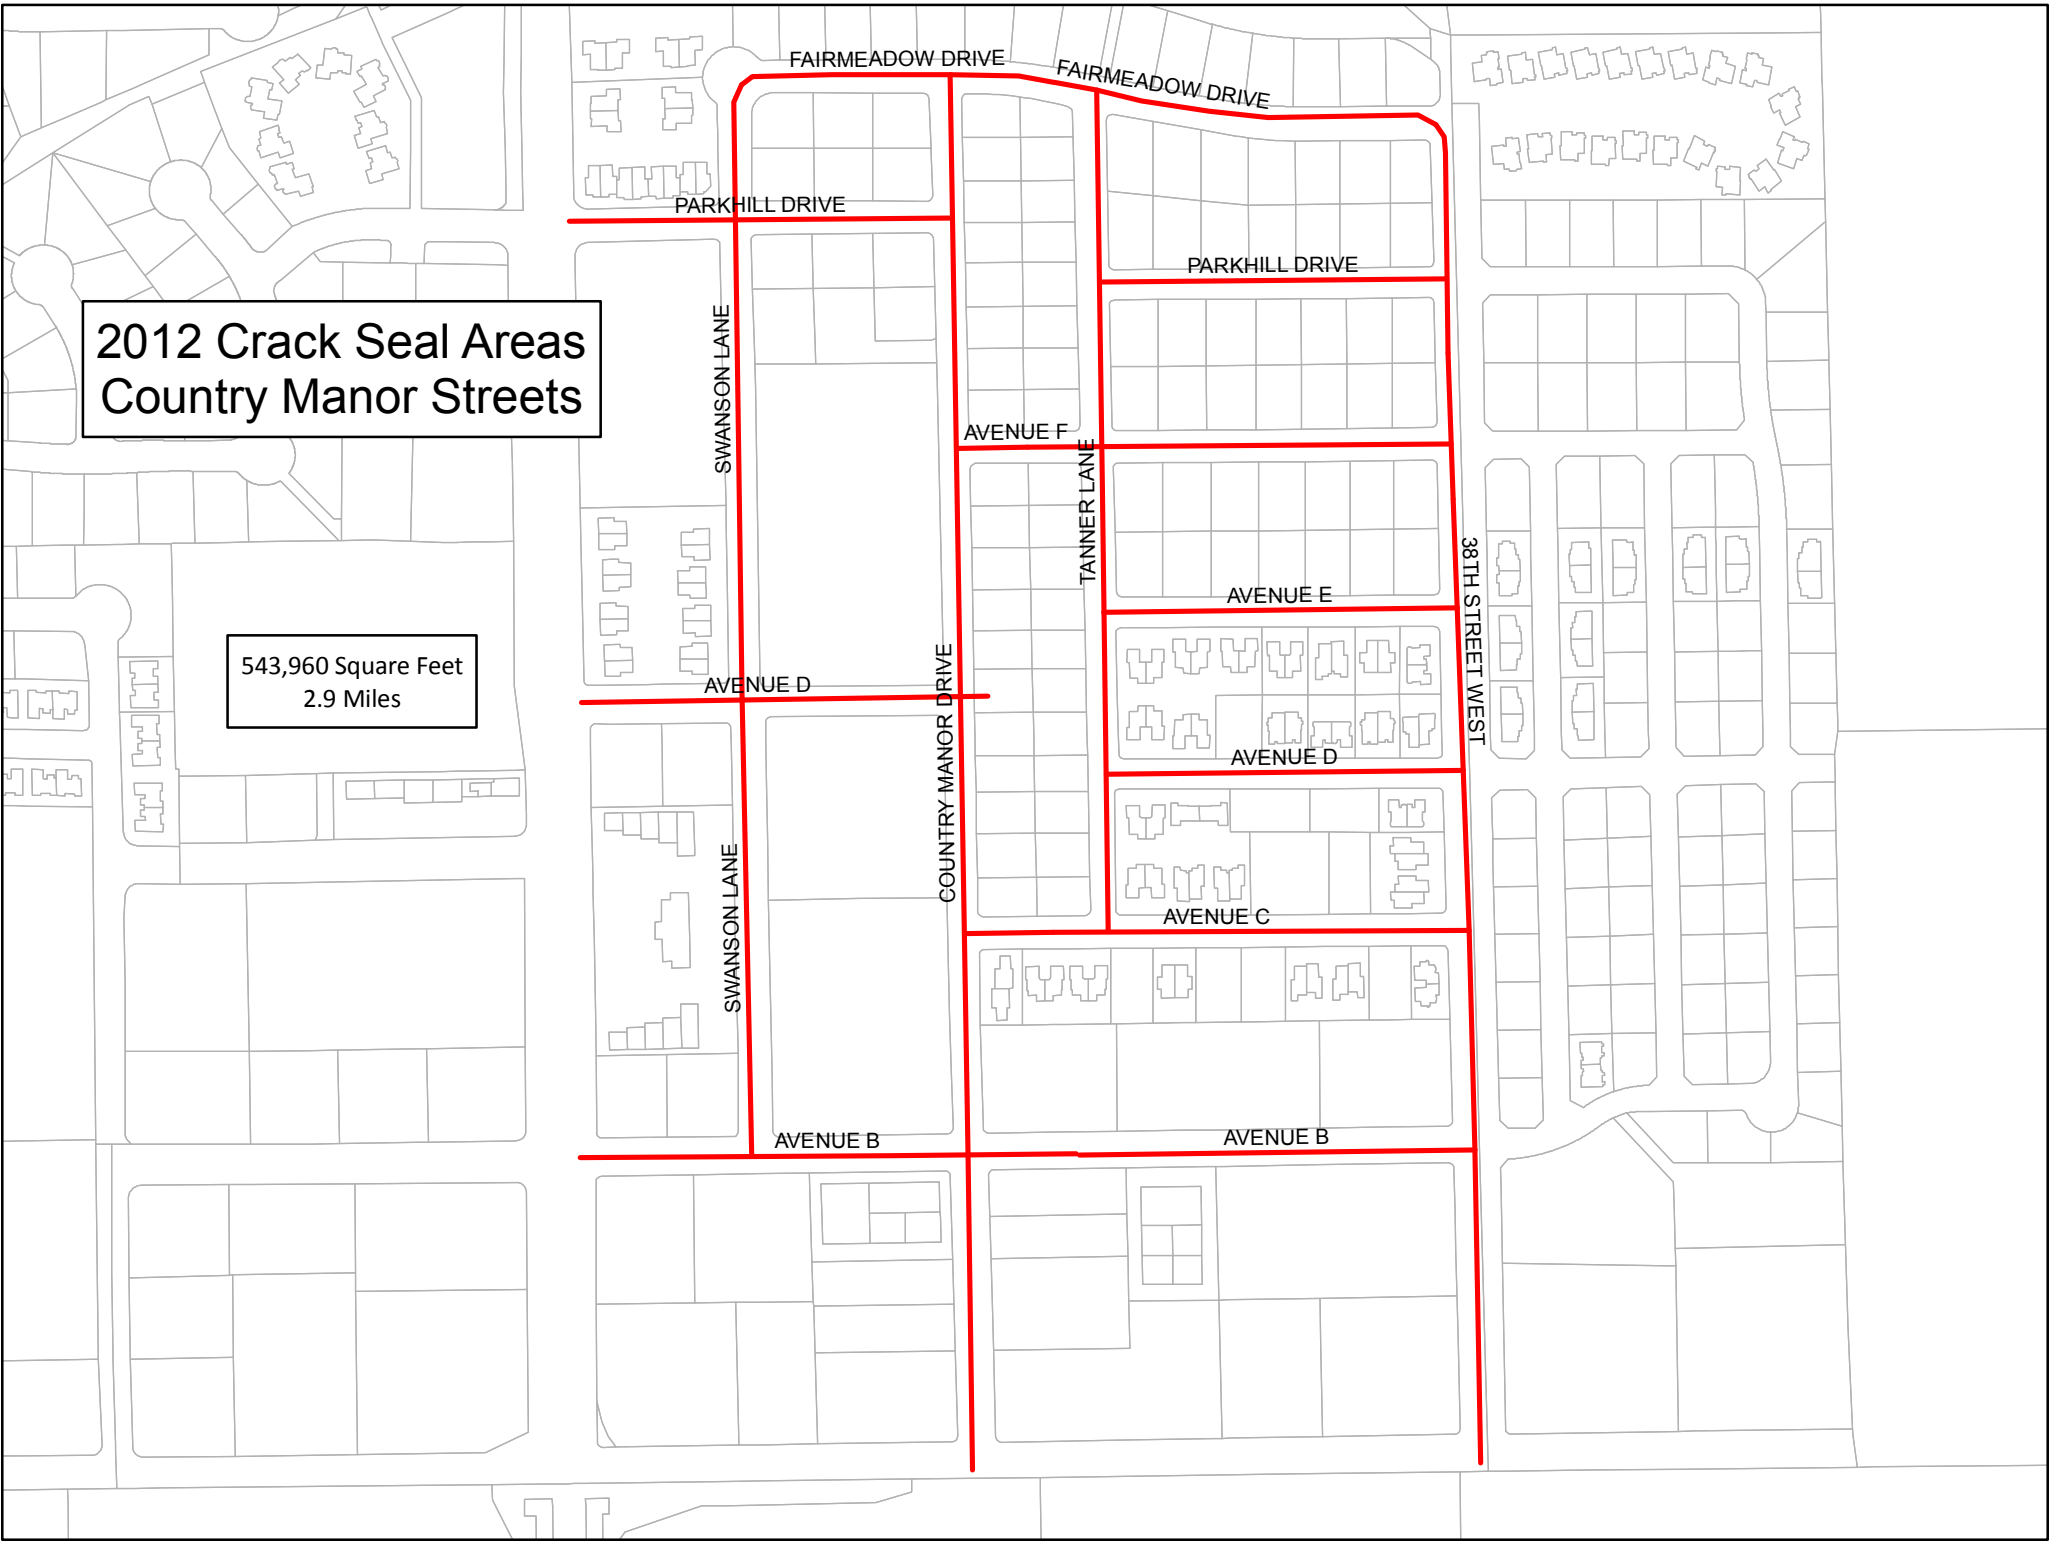 FAIRMEADOW DRIVE
FAIRMEADOW DRIVE
PARKHILL DRIVE
PARKHILL DRIVE
2012 Crack Seal Areas
Country Manor Streets
SWANSON LANE
AVENUE F
TANNER LANE
38TH STREET WEST
AVENUE E
543,960 Square Feet
2.9 Miles
AVENUE D
COUNTRY MANOR DRIVE
AVENUE D
SWANSON LANE
AVENUE C
AVENUE B
AVENUE B